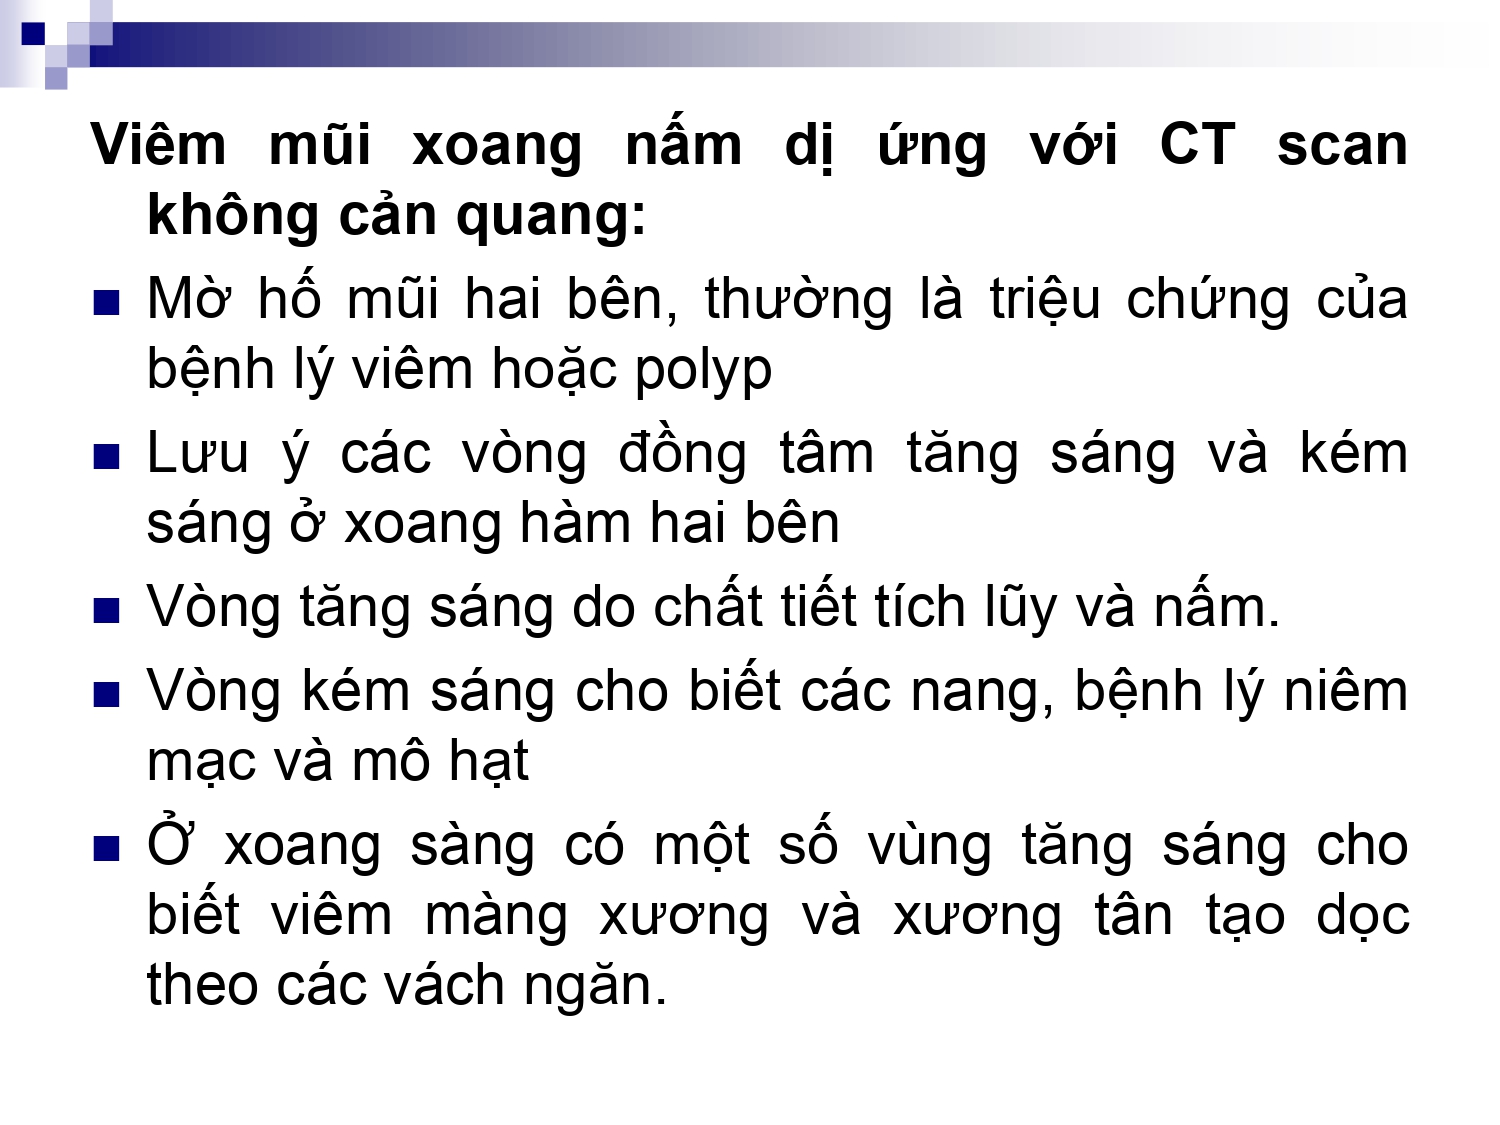 Viêm mũi xoang nấm dị ứng với CT scan
không cản quang:
Mờ hố mũi hai bên, thường là triệu chứng của
bệnh lý viêm hoặc polyp
Lưu ý các vòng đồng tâm tăng sáng và kém
sáng ở xoang hàm hai bên
Vòng tăng sáng do chất tiết tích lũy và nấm.
Vòng kém sáng cho biết các nang, bệnh lý niêm
mạc và mô hạt
Ở xoang sàng có một số vùng tăng sáng cho
biết viêm màng xương và xương tân tạo dọc
theo các vách ngăn.